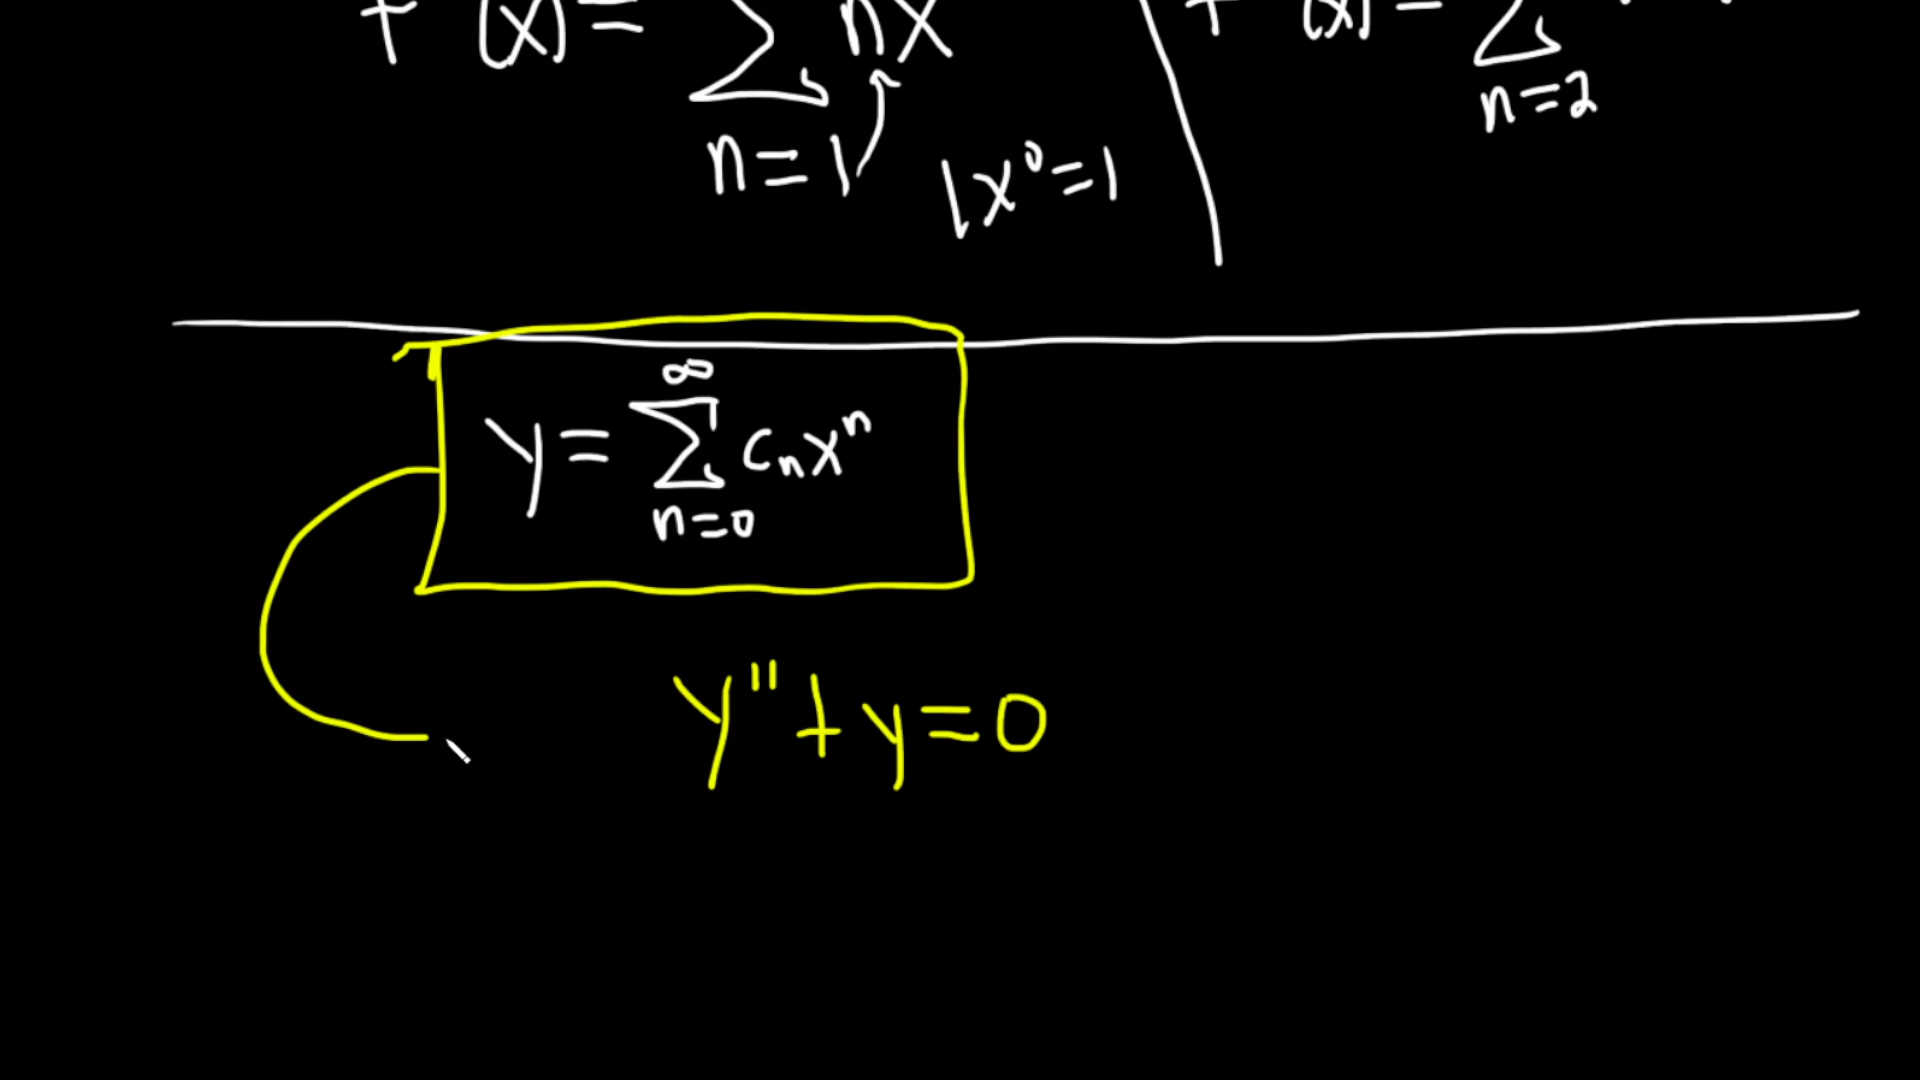 f (x) = ∑ nx
n=1
1x⁰=1
f (x) = ∑
n=2
y = ∑ cₙxⁿ
∞
n=0
y"+y=0